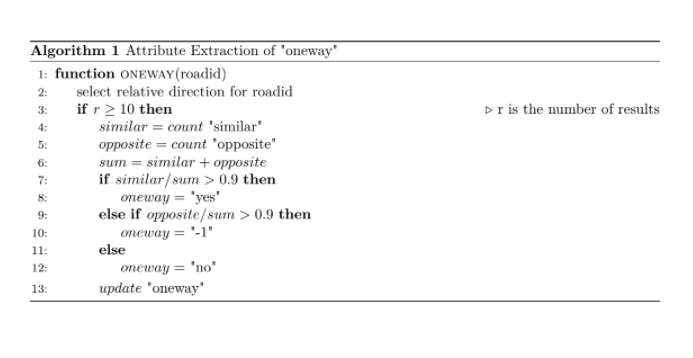 Algorithm 1 Attribute Extraction of "oneway"
1: function ONEWAY(roadid)
2: select relative direction for roadid
3: if r ≥ 10 then ▷ r is the number of results
4: similar = count "similar"
5: opposite = count "opposite"
6: sum = similar + opposite
7: if similar/sum > 0.9 then
8: oneway = "yes"
9: else if opposite/sum > 0.9 then
10: oneway = "-1"
11: else
12: oneway = "no"
13: update "oneway"